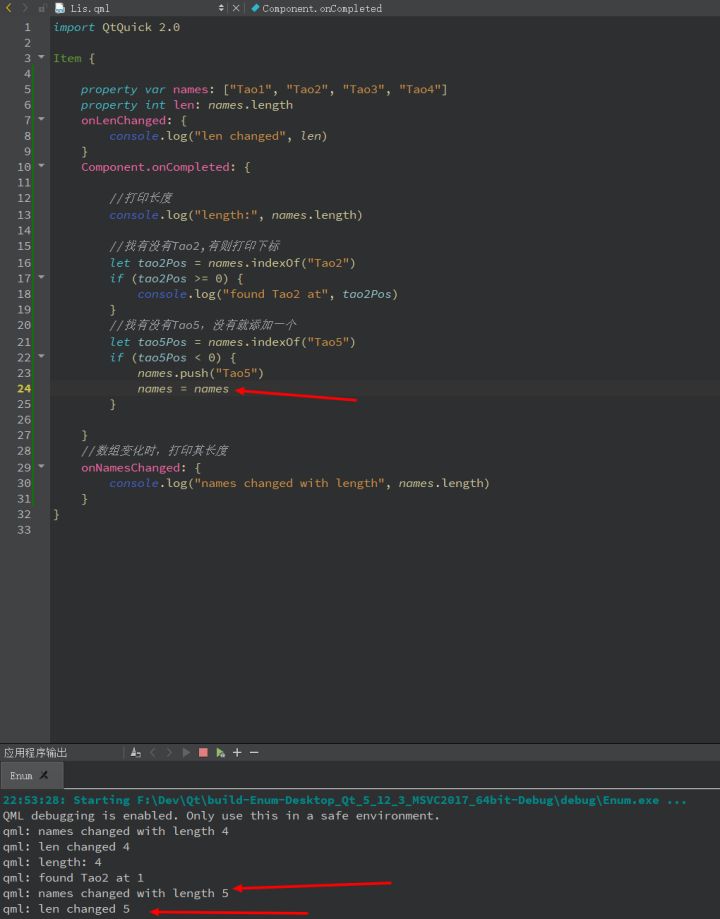 Lis.qml Component.onCompleted
1 import QtQuick 2.0
2
3 Item {
4
5 property var names: ["Tao1", "Tao2", "Tao3", "Tao4"]
6 property int len: names.length
7 onLenChanged: {
8 console.log("len changed", len)
9 }
10 Component.onCompleted: {
11
12 //打印长度
13 console.log("length:", names.length)
14
15 //找有没有Tao2,有则打印下标
16 let tao2Pos = names.indexOf("Tao2")
17 if (tao2Pos >= 0) {
18 console.log("found Tao2 at", tao2Pos)
19 }
20 //找有没有Tao5，没有就添加一个
21 let tao5Pos = names.indexOf("Tao5")
22 if (tao5Pos < 0) {
23 names.push("Tao5")
24 names = names
25 }
26
27 }
28 //数组变化时，打印其长度
29 onNamesChanged: {
30 console.log("names changed with length", names.length)
31 }
32 }
33
应用程序输出
Enum
22:53:28: Starting F:\Dev\Qt\build-Enum-Desktop_Qt_5_12_3_MSVC2017_64bit-Debug\debug\Enum.exe ...
QML debugging is enabled. Only use this in a safe environment.
qml: names changed with length 4
qml: len changed 4
qml: length: 4
qml: found Tao2 at 1
qml: names changed with length 5
qml: len changed 5